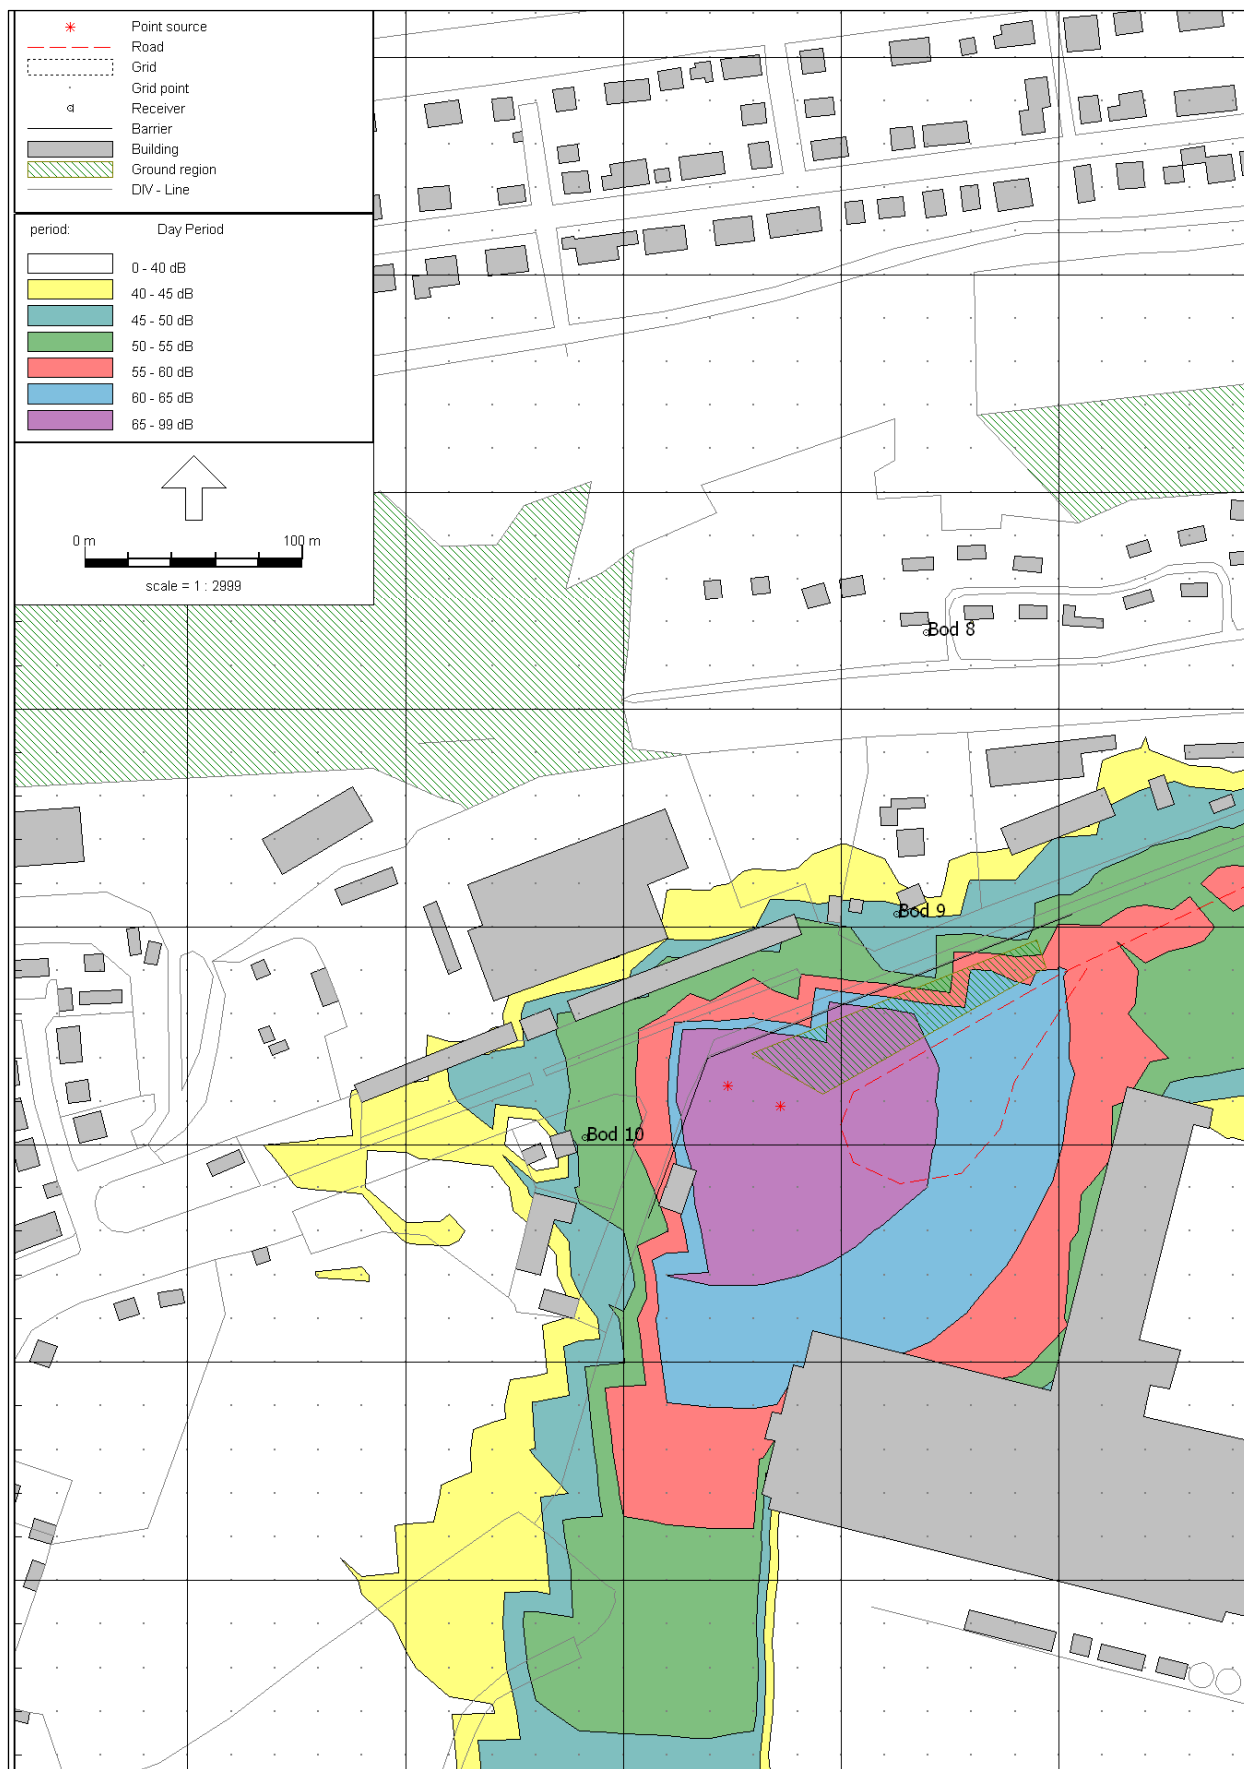 Point source
Road
Grid
Grid point
Receiver
Barrier
Building
Ground region
DIV - Line
period: Day Period
0 - 40 dB
40 - 45 dB
45 - 50 dB
50 - 55 dB
55 - 60 dB
60 - 65 dB
65 - 99 dB
0 m 100 m
scale = 1 : 2999
Bod 8
Bod 9
Bod 10